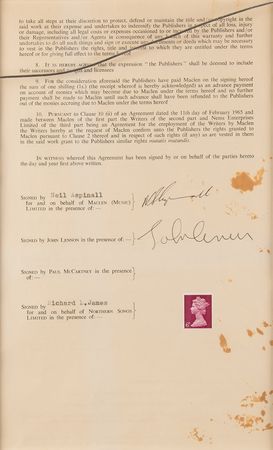 to take all steps at their discretion to protect, defend or maintain the title and copyright in the
said work at their expense and undertakes to indemnify the Publishers in respect of all loss, injury
or damage, including all legal costs or expenses occasioned to or incurred by the Publishers and/or
their Representatives and/or Agents in consequence of any breach of this warranty and further
undertakes to do all such things and sign or execute any instruments or deeds which may be necessary
to vest in the Publishers the rights, title and interest to which they are entitled under the terms
hereof or for giving full effect to the terms hereof.
8. It is hereby agreed that the expression "the Publishers" shall be deemed to include
their successors and assigns and licensees
9. For the consideration aforesaid the Publishers have paid Maclen on the signing hereof
the sum of one shilling (1s.) (the receipt whereof is hereby acknowledged) as an advance payment
on account of monies which may become due to Maclen under the terms hereof and no further
payment shall be made to Maclen until such advance shall have been refunded to the Publishers
out of the monies accruing due to Maclen under the terms hereof
10. Pursuant to Clause 10 (6) of an Agreement dated the 11th day of February 1965 and
made between Maclen of the first part the Writers of the second part and Nems Enterprises
Limited of the third part being an Agreement for the employment of the Writers by Maclen
the Writers hereby at the request of Maclen confirm unto the Publishers the rights granted to
Maclen pursuant to Clause 2 thereof and in respect of such rights (if any) as are vested in them
in the said work grant to the Publishers similar rights mutatis mutandis.
In witness whereof this Agreement has been signed by or on behalf of the parties hereto
the day and year first above written.
Signed by Neil Aspinall
for and on behalf of Maclen (Music)
Limited in the presence of:—
Signed by John Lennon in the presence
of:—
John Lennon
Signed by Paul McCartney in the presence
of:—
Signed by Richard L. James
for and on behalf of Northern Songs
Limited in the presence of:—